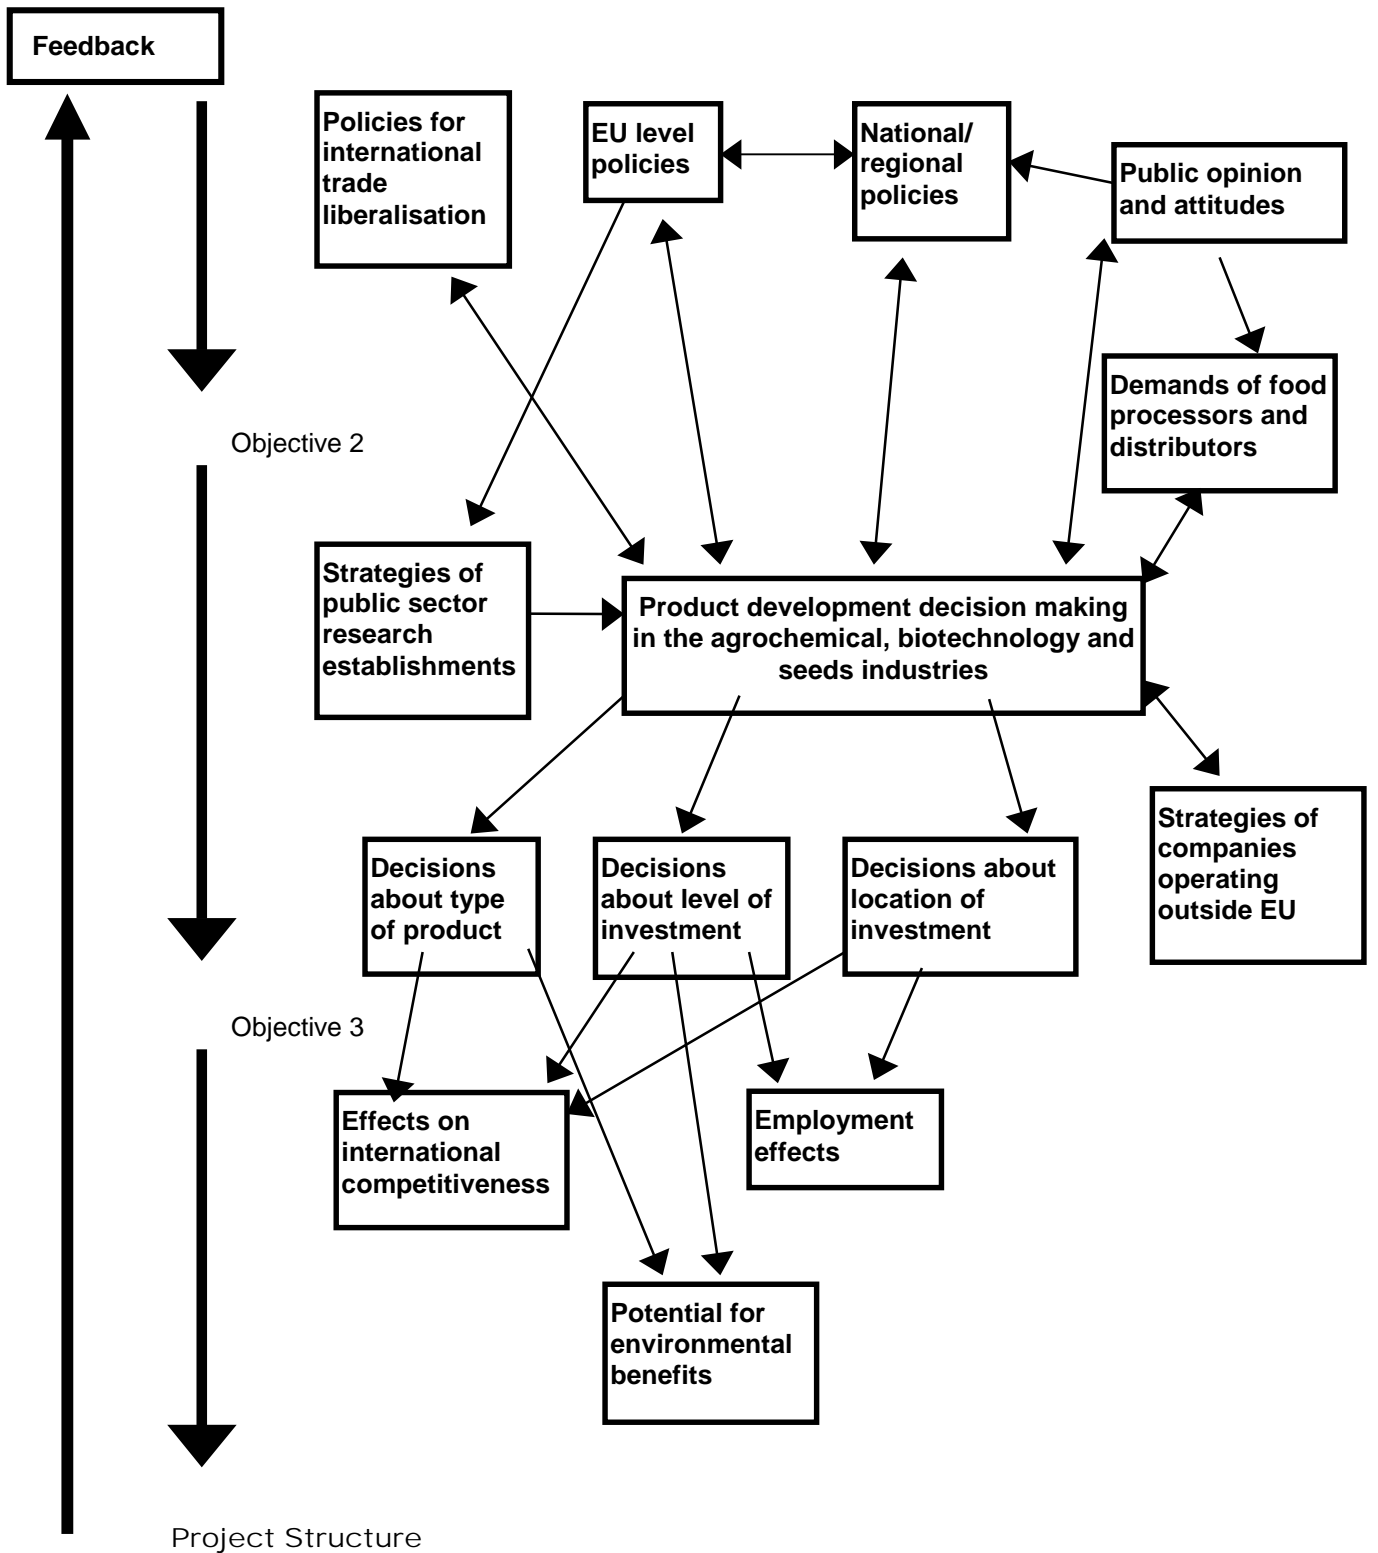 Feedback
Policies for
international
trade
liberalisation
EU level
policies
National/
regional
policies
Public opinion
and attitudes
Demands of food
processors and
distributors
Objective 2
Strategies of
public sector
research
establishments
Product development decision making
in the agrochemical, biotechnology and
seeds industries
Decisions
about type
of product
Decisions
about level of
investment
Decisions about
location of
investment
Strategies of
companies
operating
outside EU
Objective 3
Effects on
international
competitiveness
Employment
effects
Potential for
environmental
benefits
Project Structure